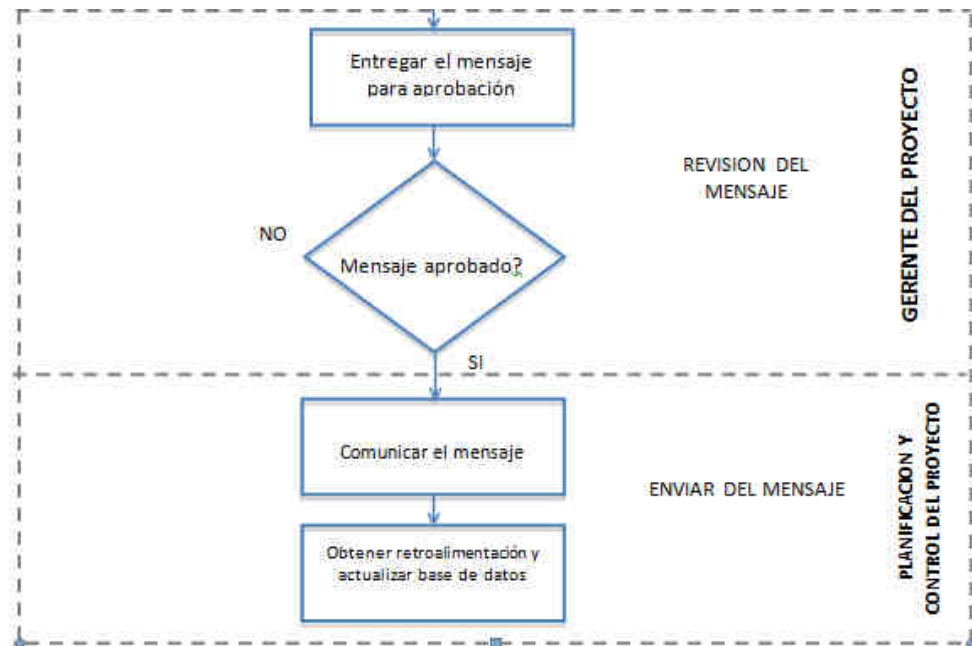 Entregar el mensaje
para aprobación
REVISION DEL
MENSAJE
GERENTE DEL PROYECTO
NO
Mensaje aprobado?
SI
Comunicar el mensaje
ENVIAR DEL MENSAJE
PLANIFICACION Y
CONTROL DEL PROYECTO
Obtener retroalimentación y
actualizar base de datos